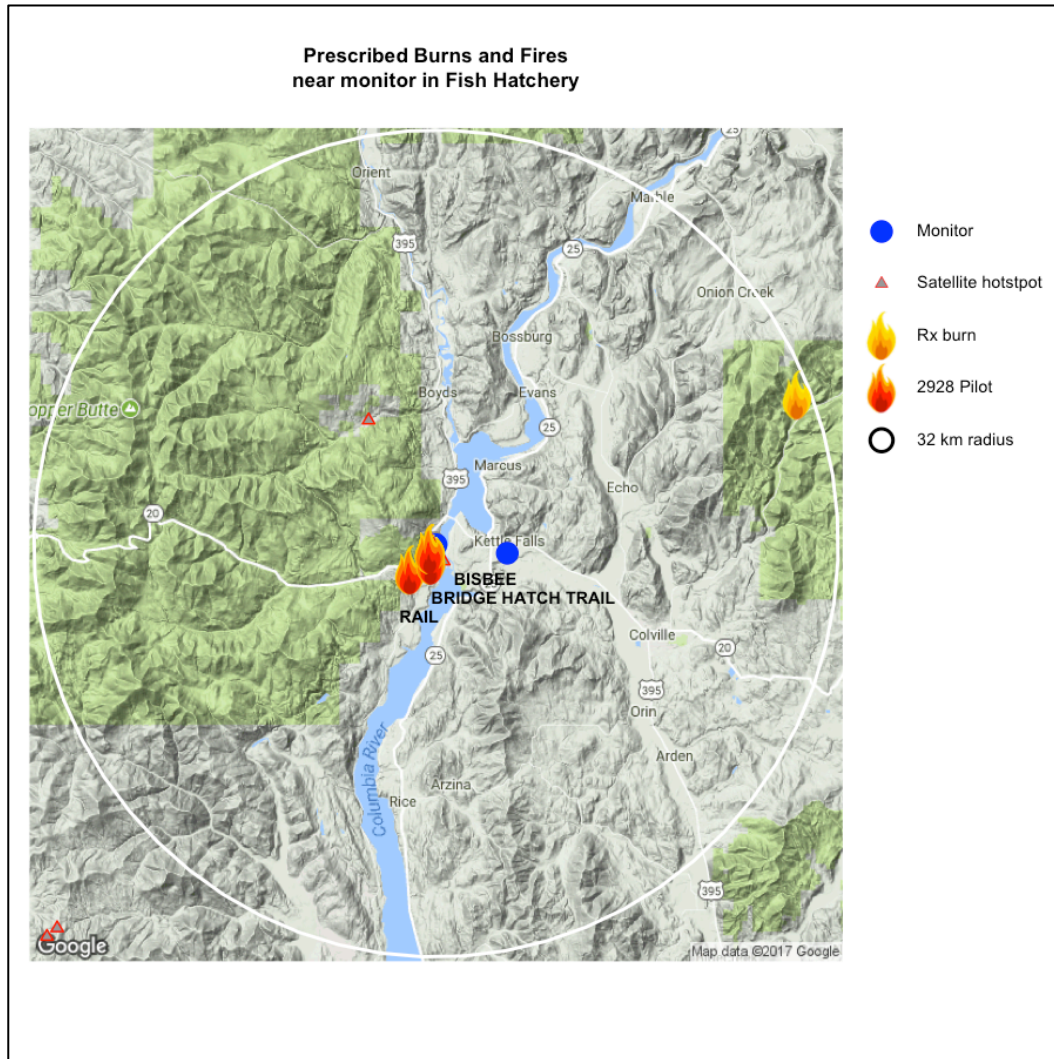 Prescribed Burns and Fires
near monitor in Fish Hatchery
25
Orient
Marble
395
25
Onion Creek
Bossburg
Boyds
Evans
opper Butte
25
Marcus
395
Echo
20
Kettle Falls
BISBEE
BRIDGE HATCH TRAIL
RAIL
Colville
25
20
395
Orin
Arden
Columbia River
Arzina
Rice
395
Google
Map data ©2017 Google
Monitor
Satellite hotstpot
Rx burn
2928 Pilot
32 km radius